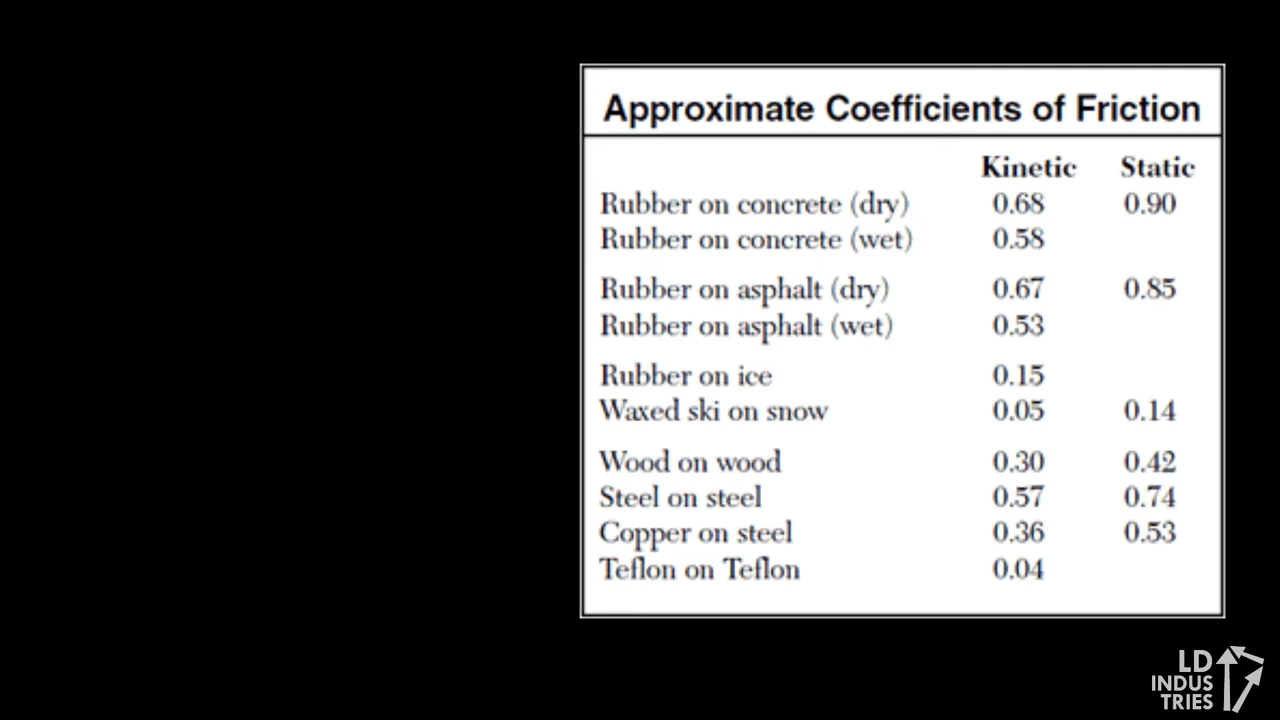 Approximate Coefficients of Friction
Kinetic Static
Rubber on concrete (dry) 0.68 0.90
Rubber on concrete (wet) 0.58
Rubber on asphalt (dry) 0.67 0.85
Rubber on asphalt (wet) 0.53
Rubber on ice 0.15
Waxed ski on snow 0.05 0.14
Wood on wood 0.30 0.42
Steel on steel 0.57 0.74
Copper on steel 0.36 0.53
Teflon on Teflon 0.04
LD
INDUS
TRIES